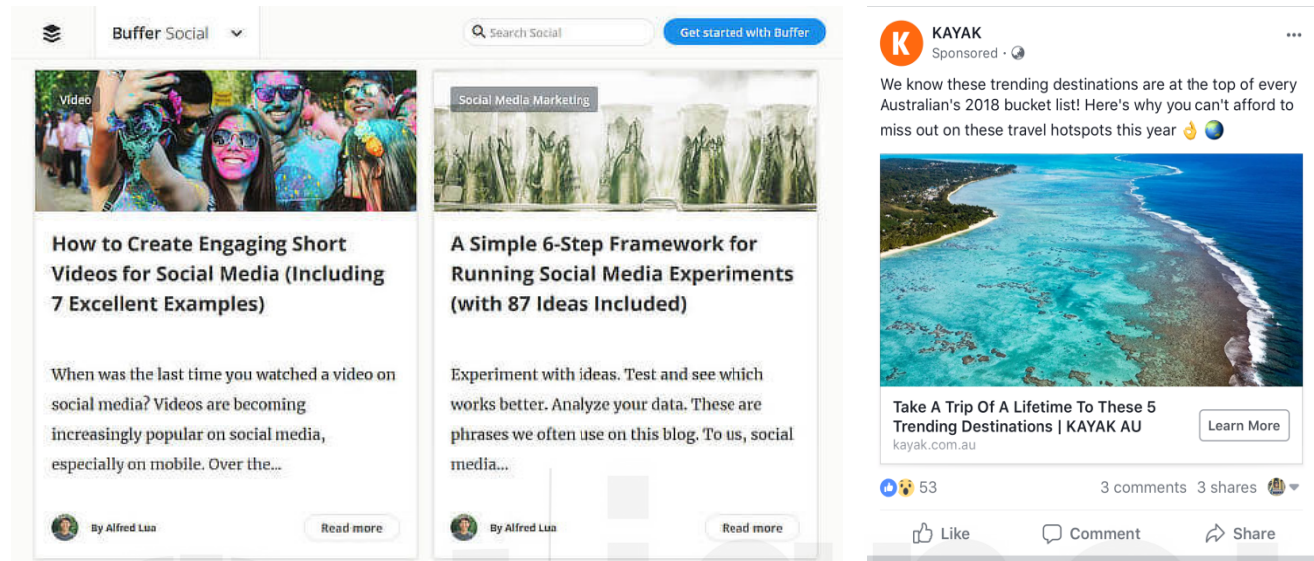 Buffer Social
Search Social
Get started with Buffer
Video
How to Create Engaging Short
Videos for Social Media (Including
7 Excellent Examples)
When was the last time you watched a video on
social media? Videos are becoming
increasingly popular on social media,
especially on mobile. Over the...
By Alfred Lua
Read more
Social Media Marketing
A Simple 6-Step Framework for
Running Social Media Experiments
(with 87 Ideas Included)
Experiment with ideas. Test and see which
works better. Analyze your data. These are
phrases we often use on this blog. To us, social
media...
By Alfred Lua
Read more
K
KAYAK
Sponsored ·
We know these trending destinations are at the top of every
Australian's 2018 bucket list! Here's why you can't afford to
miss out on these travel hotspots this year 👌 🌏
Take A Trip Of A Lifetime To These 5
Trending Destinations | KAYAK AU
kayak.com.au
Learn More
53
3 comments 3 shares
Like
Comment
Share